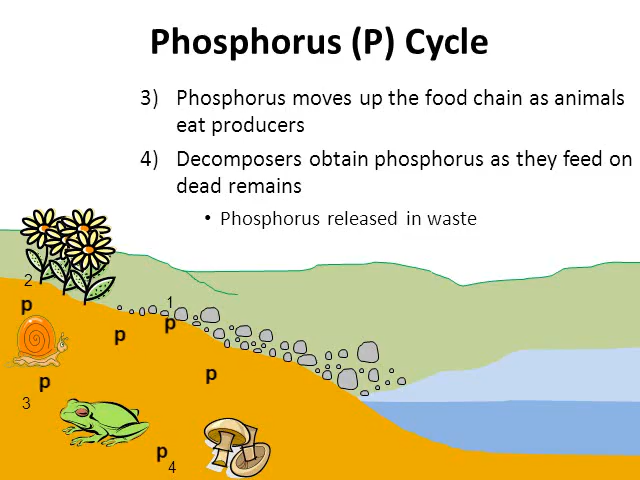 Phosphorus (P) Cycle
3) Phosphorus moves up the food chain as animals
eat producers
4) Decomposers obtain phosphorus as they feed on
dead remains
• Phosphorus released in waste
2
P
1
P
P
P
P
3
P
4